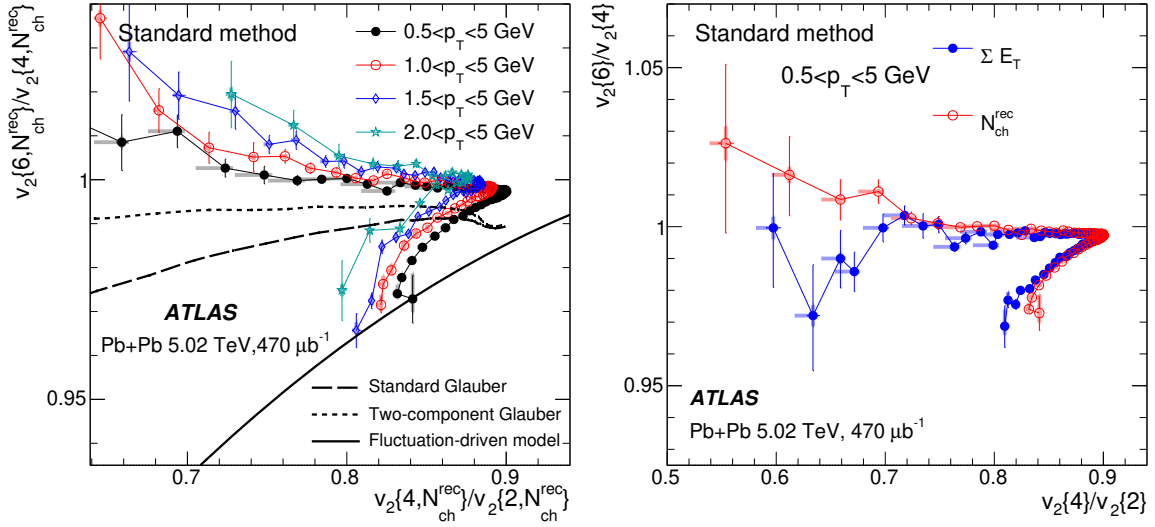 Standard method
0.5<p_T<5 GeV
1.0<p_T<5 GeV
1.5<p_T<5 GeV
2.0<p_T<5 GeV
v_2{6,N_ch^rec}/v_2{4,N_ch^rec}
1
0.95
ATLAS
Pb+Pb 5.02 TeV,470 μb^-1
Standard Glauber
Two-component Glauber
Fluctuation-driven model
0.7 0.8 0.9
v_2{4,N_ch^rec}/v_2{2,N_ch^rec}
Standard method
0.5<p_T<5 GeV
Σ E_T
N_ch^rec
v_2{6}/v_2{4}
1.05
1
0.95
ATLAS
Pb+Pb 5.02 TeV, 470 μb^-1
0.5 0.6 0.7 0.8 0.9
v_2{4}/v_2{2}